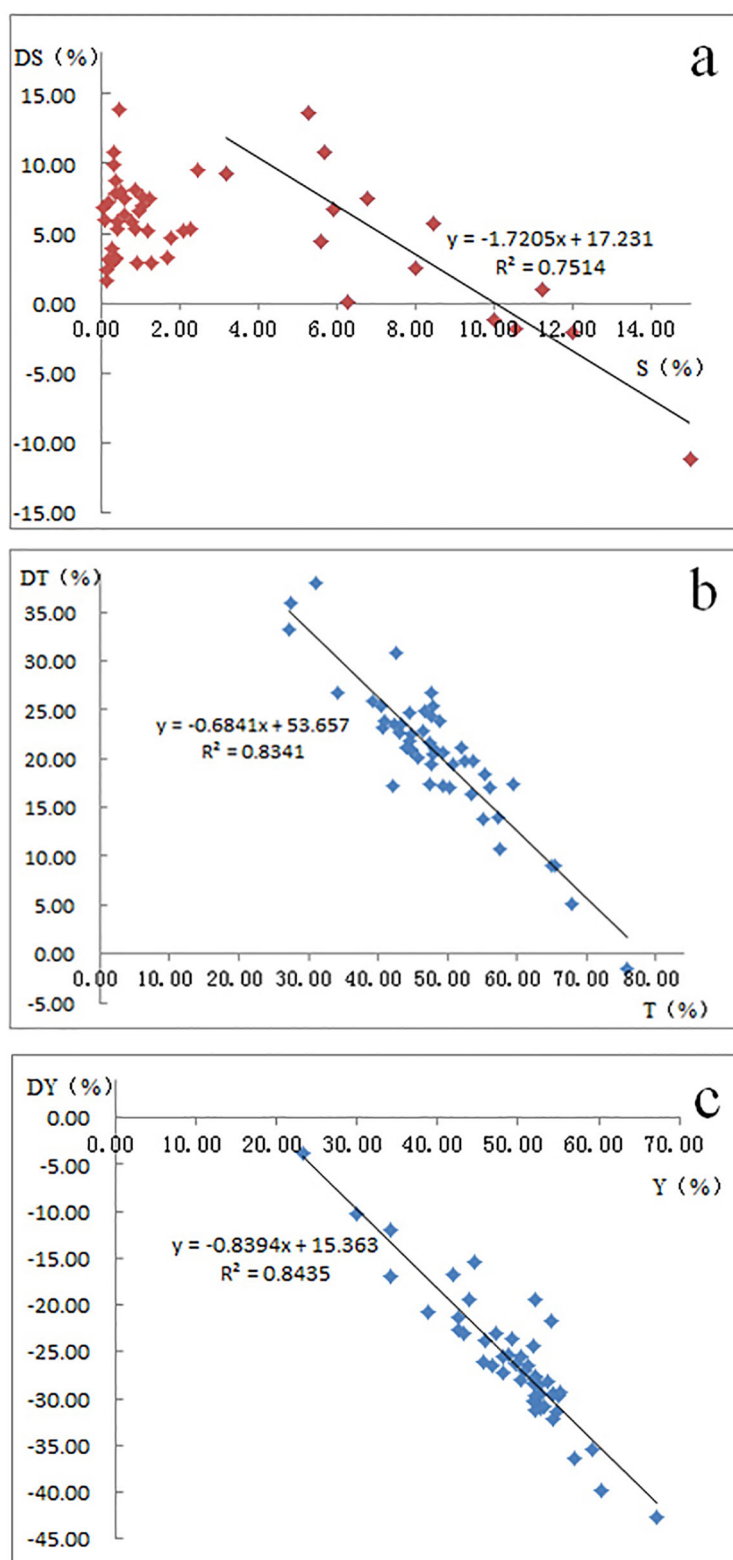 DS (%)
a
15.00
10.00
5.00
y = -1.7205x + 17.231
R² = 0.7514
0.00
0.00 2.00 4.00 6.00 8.00 10.00 12.00 14.00
S (%)
-5.00
-10.00
-15.00
DT (%)
b
35.00
30.00
25.00
y = -0.6841x + 53.657
R² = 0.8341
20.00
15.00
10.00
5.00
0.00
0.00 10.00 20.00 30.00 40.00 50.00 60.00 70.00 80.00
-5.00
T (%)
DY (%)
c
0.00
0.00 10.00 20.00 30.00 40.00 50.00 60.00 70.00
-5.00
Y (%)
-10.00
y = -0.8394x + 15.363
R² = 0.8435
-15.00
-20.00
-25.00
-30.00
-35.00
-40.00
-45.00